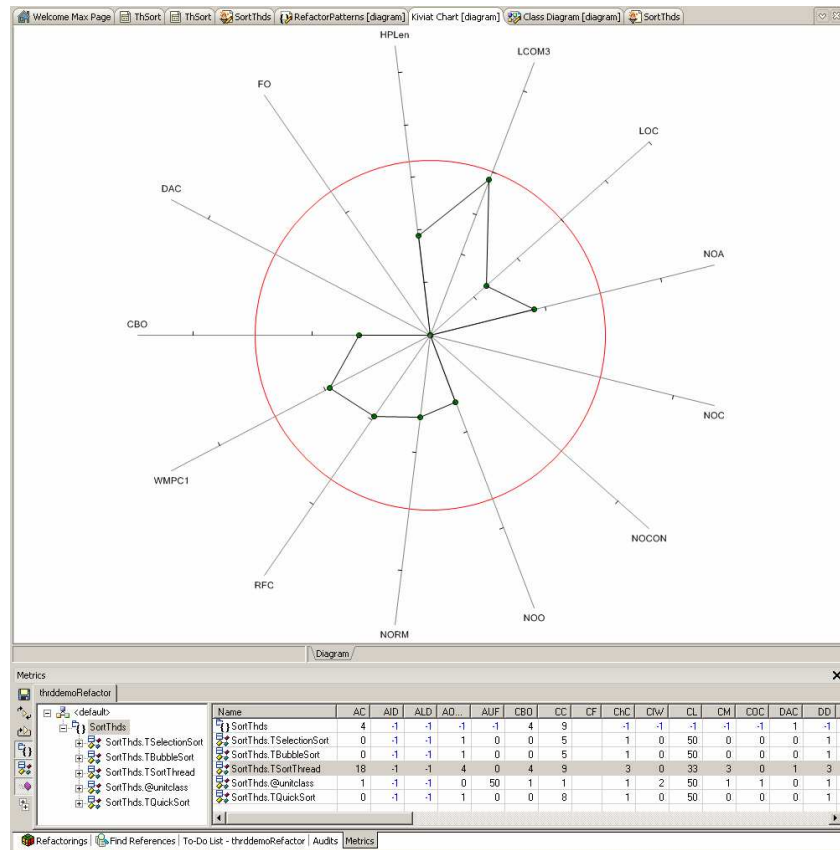 Welcome Max Page ThSort ThSort SortThds RefactorPatterns [diagram] Kiviat Chart [diagram] Class Diagram [diagram] SortThds
HPLen
LCOM3
FO
LOC
DAC
NOA
CBO
NOC
WMPC1
NOCON
RFC
NOO
NORM
Diagram
Metrics
thrddemoRefactor
<default>
SortThds
SortThds.TSelectionSort
SortThds.TBubbleSort
SortThds.TSortThread
SortThds.@unitclass
SortThds.TQuickSort
Name AC AID ALD AO... AUF CBO CC CF ChC CIW CL CM COC DAC DD
SortThds 4 -1 -1 -1 -1 4 9 -1 -1 -1 -1 -1 1 -1
SortThds.TSelectionSort 0 -1 -1 1 0 0 5 1 0 50 0 0 0 1
SortThds.TBubbleSort 0 -1 -1 1 0 0 5 1 0 50 0 0 0 1
SortThds.TSortThread 18 -1 -1 4 0 4 9 3 0 33 3 0 1 3
SortThds.@unitclass 1 -1 -1 0 50 1 1 1 2 50 1 1 0 1
SortThds.TQuickSort 0 -1 -1 1 0 0 8 1 0 50 0 0 0 1
Refactorings Find References To-Do List - thrddemoRefactor Audits Metrics